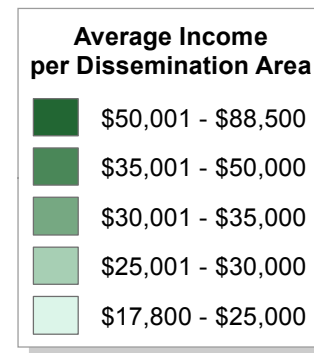 Average Income
per Dissemination Area
$50,001 - $88,500
$35,001 - $50,000
$30,001 - $35,000
$25,001 - $30,000
$17,800 - $25,000